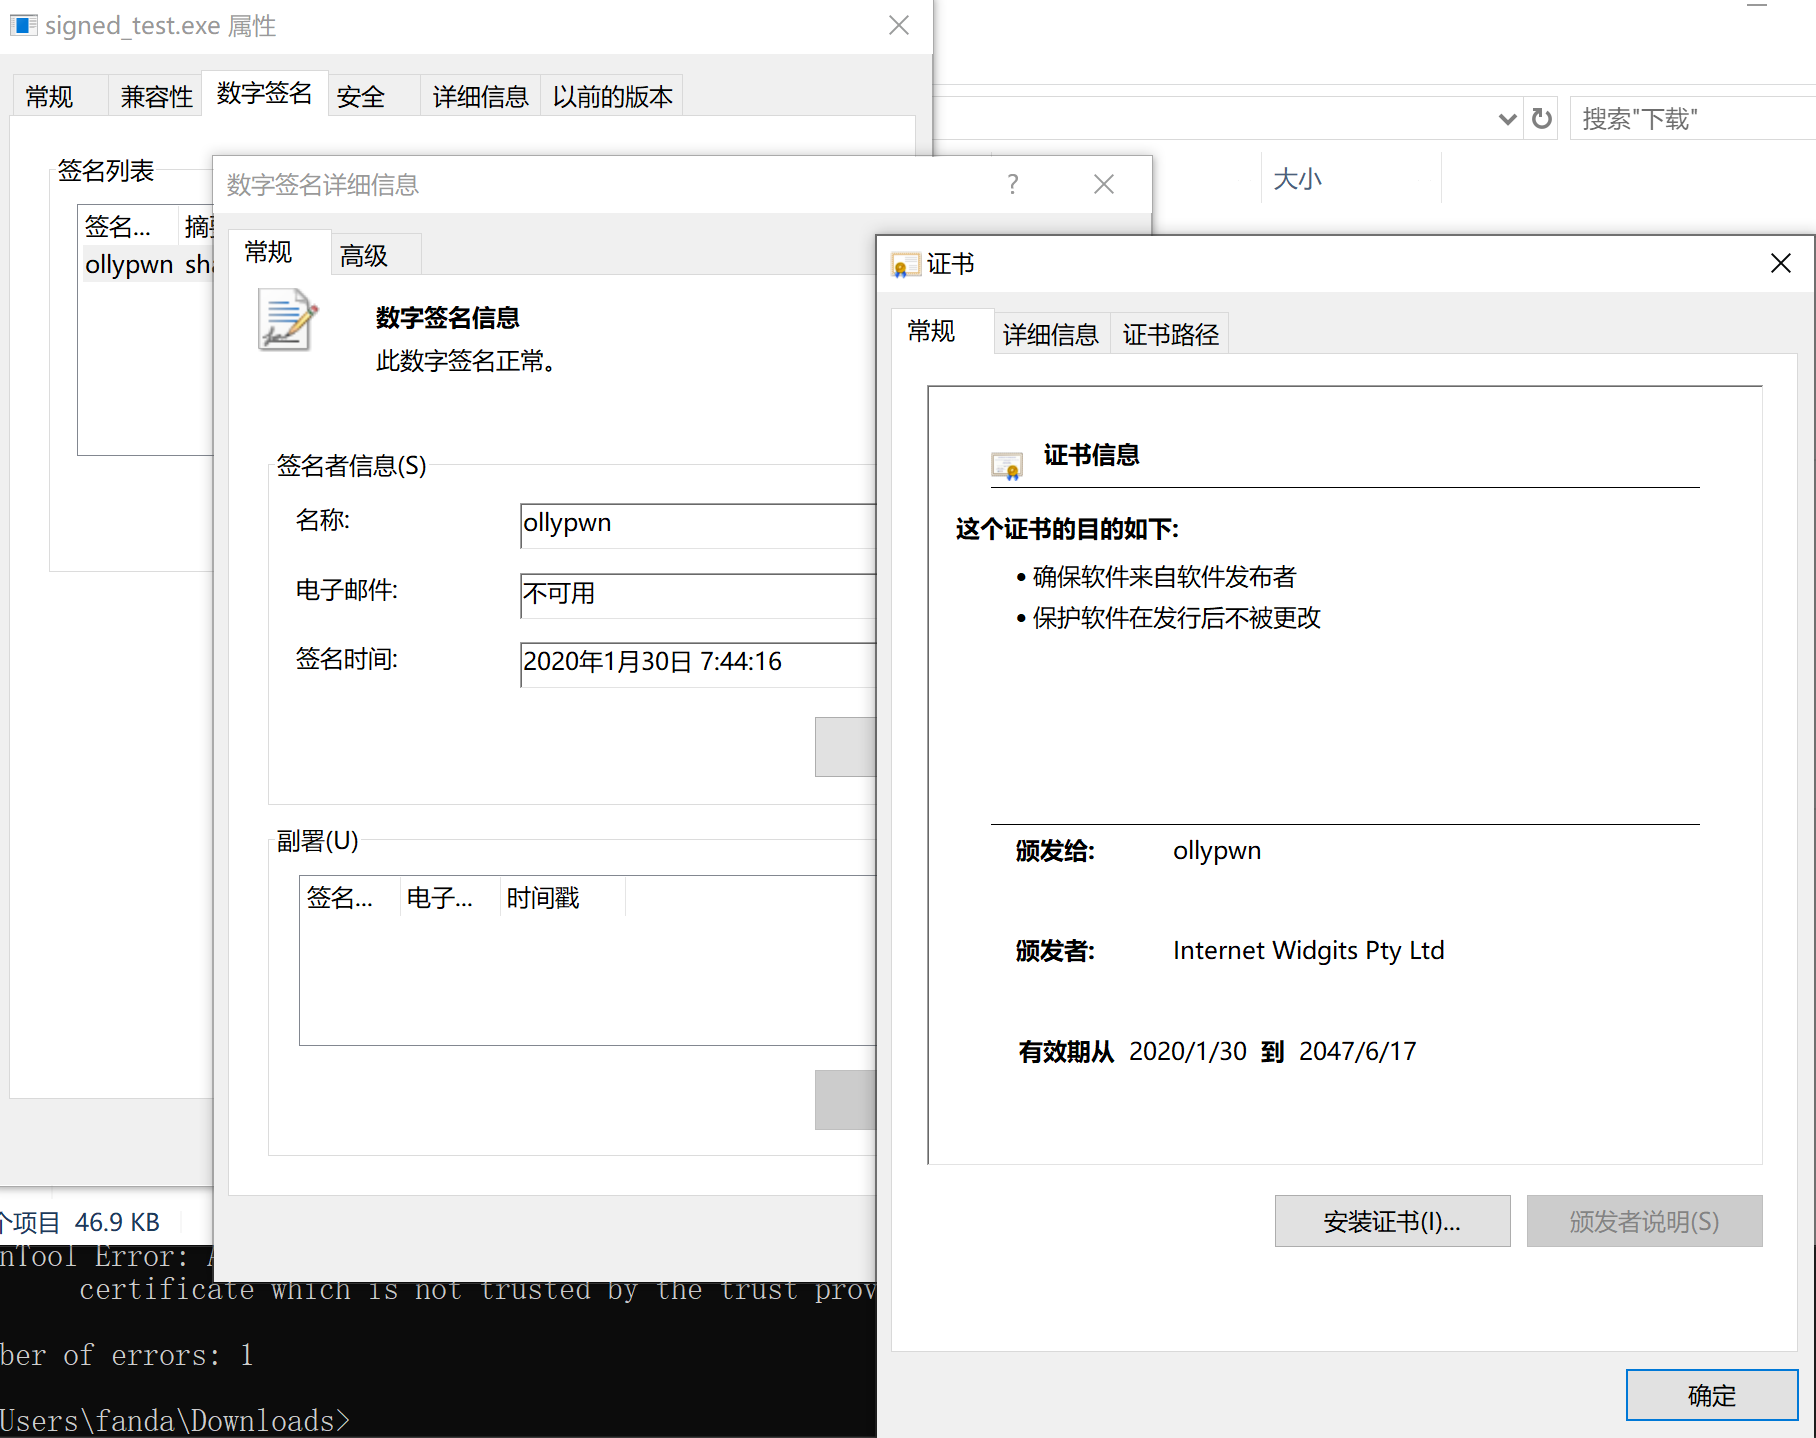 signed_test.exe 属性
常规
兼容性
数字签名
安全
详细信息
以前的版本
搜索"下载"
大小
签名列表
签名...
摘要
ollypwn
数字签名详细信息
?
常规
高级
数字签名信息
此数字签名正常。
签名者信息(S)
名称:
ollypwn
电子邮件:
不可用
签名时间:
2020年1月30日 7:44:16
副署(U)
签名...
电子...
时间戳
证书
常规
详细信息
证书路径
证书信息
这个证书的目的如下:
• 确保软件来自软件发布者
• 保护软件在发行后不被更改
颁发给: ollypwn
颁发者: Internet Widgits Pty Ltd
有效期从 2020/1/30 到 2047/6/17
安装证书(I)...
颁发者说明(S)
确定
个项目 46.9 KB
nTool Error:
certificate which is not trusted by the trust prov
ber of errors: 1
Users\fanda\Downloads>